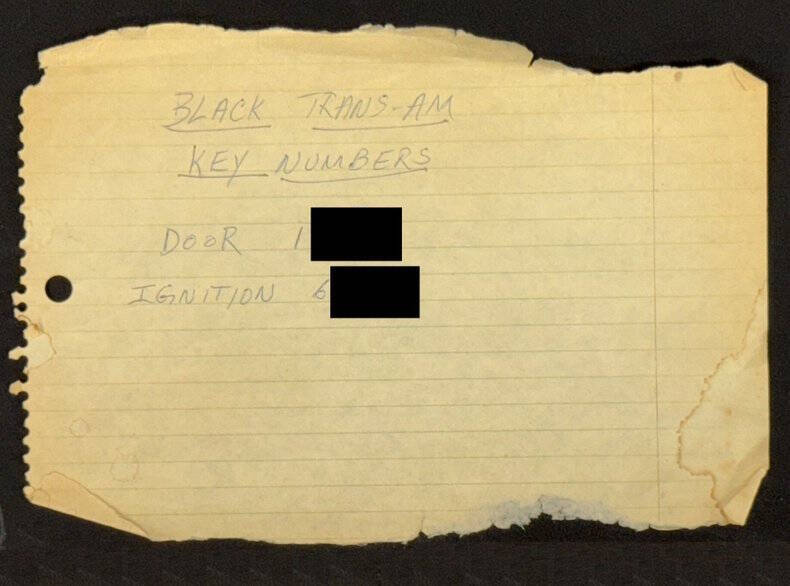 BLACK TRANS-AM
KEY NUMBERS
DOOR 1
IGNITION 6